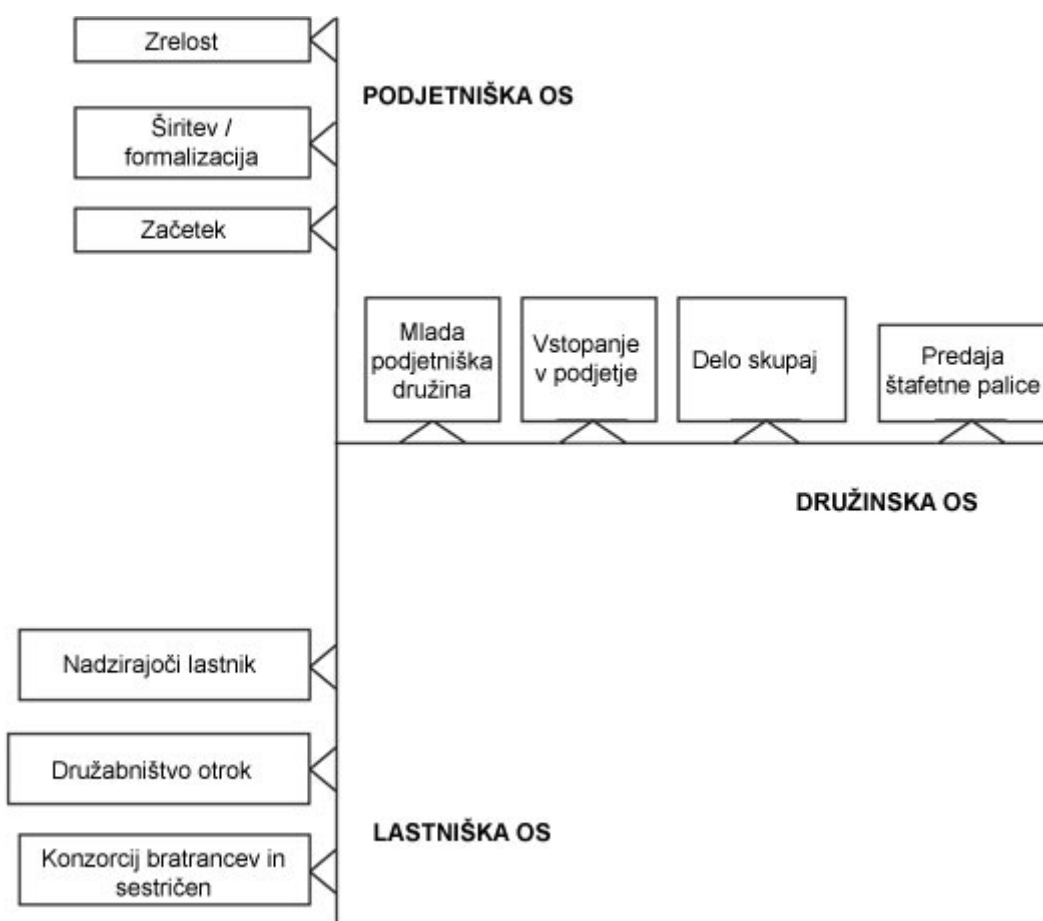 Zrelost
PODJETNIŠKA OS
Širitev /
formalizacija
Začetek
Mlada
podjetniška
družina
Vstopanje
v podjetje
Delo skupaj
Predaja
štafetne palice
DRUŽINSKA OS
Nadzirajoči lastnik
Družabništvo otrok
LASTNIŠKA OS
Konzorcij bratrancev in
sestričen